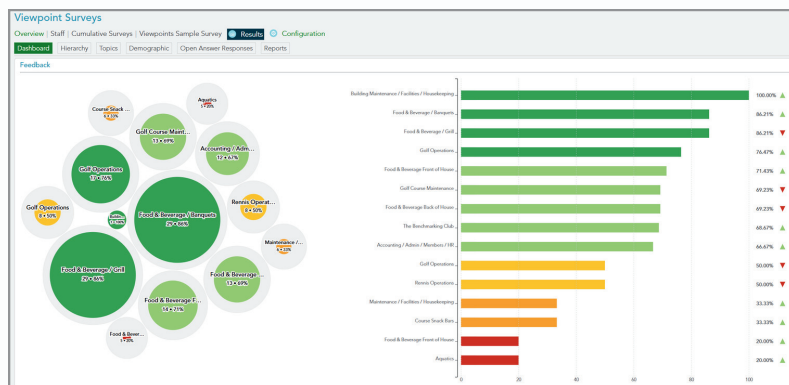 Viewpoint Surveys
Overview | Staff | Cumulative Surveys | Viewpoints Sample Survey Results Configuration
Dashboard Hierarchy Topics Demographic Open Answer Responses Reports
Feedback
Aquatics
Course Snack ...
6 • 33%
Golf Course Maint...
13 • 69%
Accounting / Adm...
12 • 67%
Golf Operations
Golf Operations
8 • 50%
Food & Beverage / Banquets
29 • 86%
Rennis Operat...
8 • 50%
Maintenance /...
6 • 33%
Food & Beverage / Grill
29 • 86%
Food & Beverage ...
13 • 69%
Food & Beverage F...
14 • 71%
Food & Bever...
Building Maintenance / Facilities / Housekeeping 100.00%
Food & Beverage / Banquets 86.21%
Food & Beverage / Grill 86.21%
Golf Operations 76.47%
Food & Beverage Front of House 71.43%
Golf Course Maintenance 69.23%
Food & Beverage Back of House 69.23%
The Benchmarking Club 68.67%
Accounting / Admin / Members / HR 66.67%
Golf Operations 50.00%
Rennis Operations 50.00%
Maintenance / Facilities / Housekeeping 33.33%
Course Snack Bars 33.33%
Food & Beverage Front of House 20.00%
Aquatics 20.00%
0 20 40 60 80 100